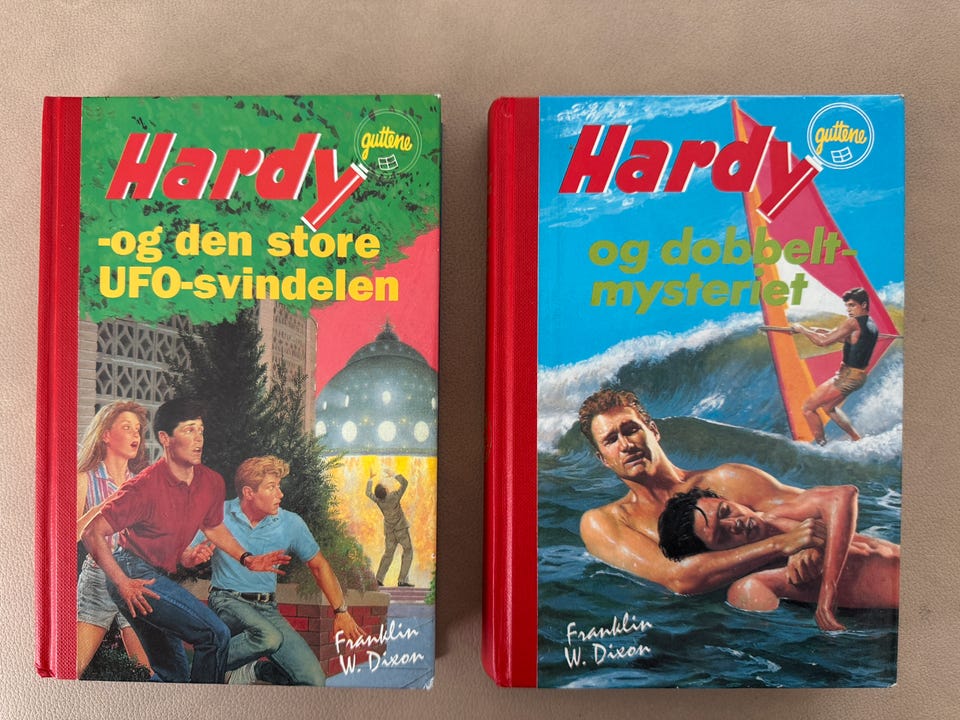 Hardy
guttene
-og den store
UFO-svindelen
Franklin
W. Dixon
Hardy
guttene
og dobbelt-
mysteriet
Franklin
W. Dixon